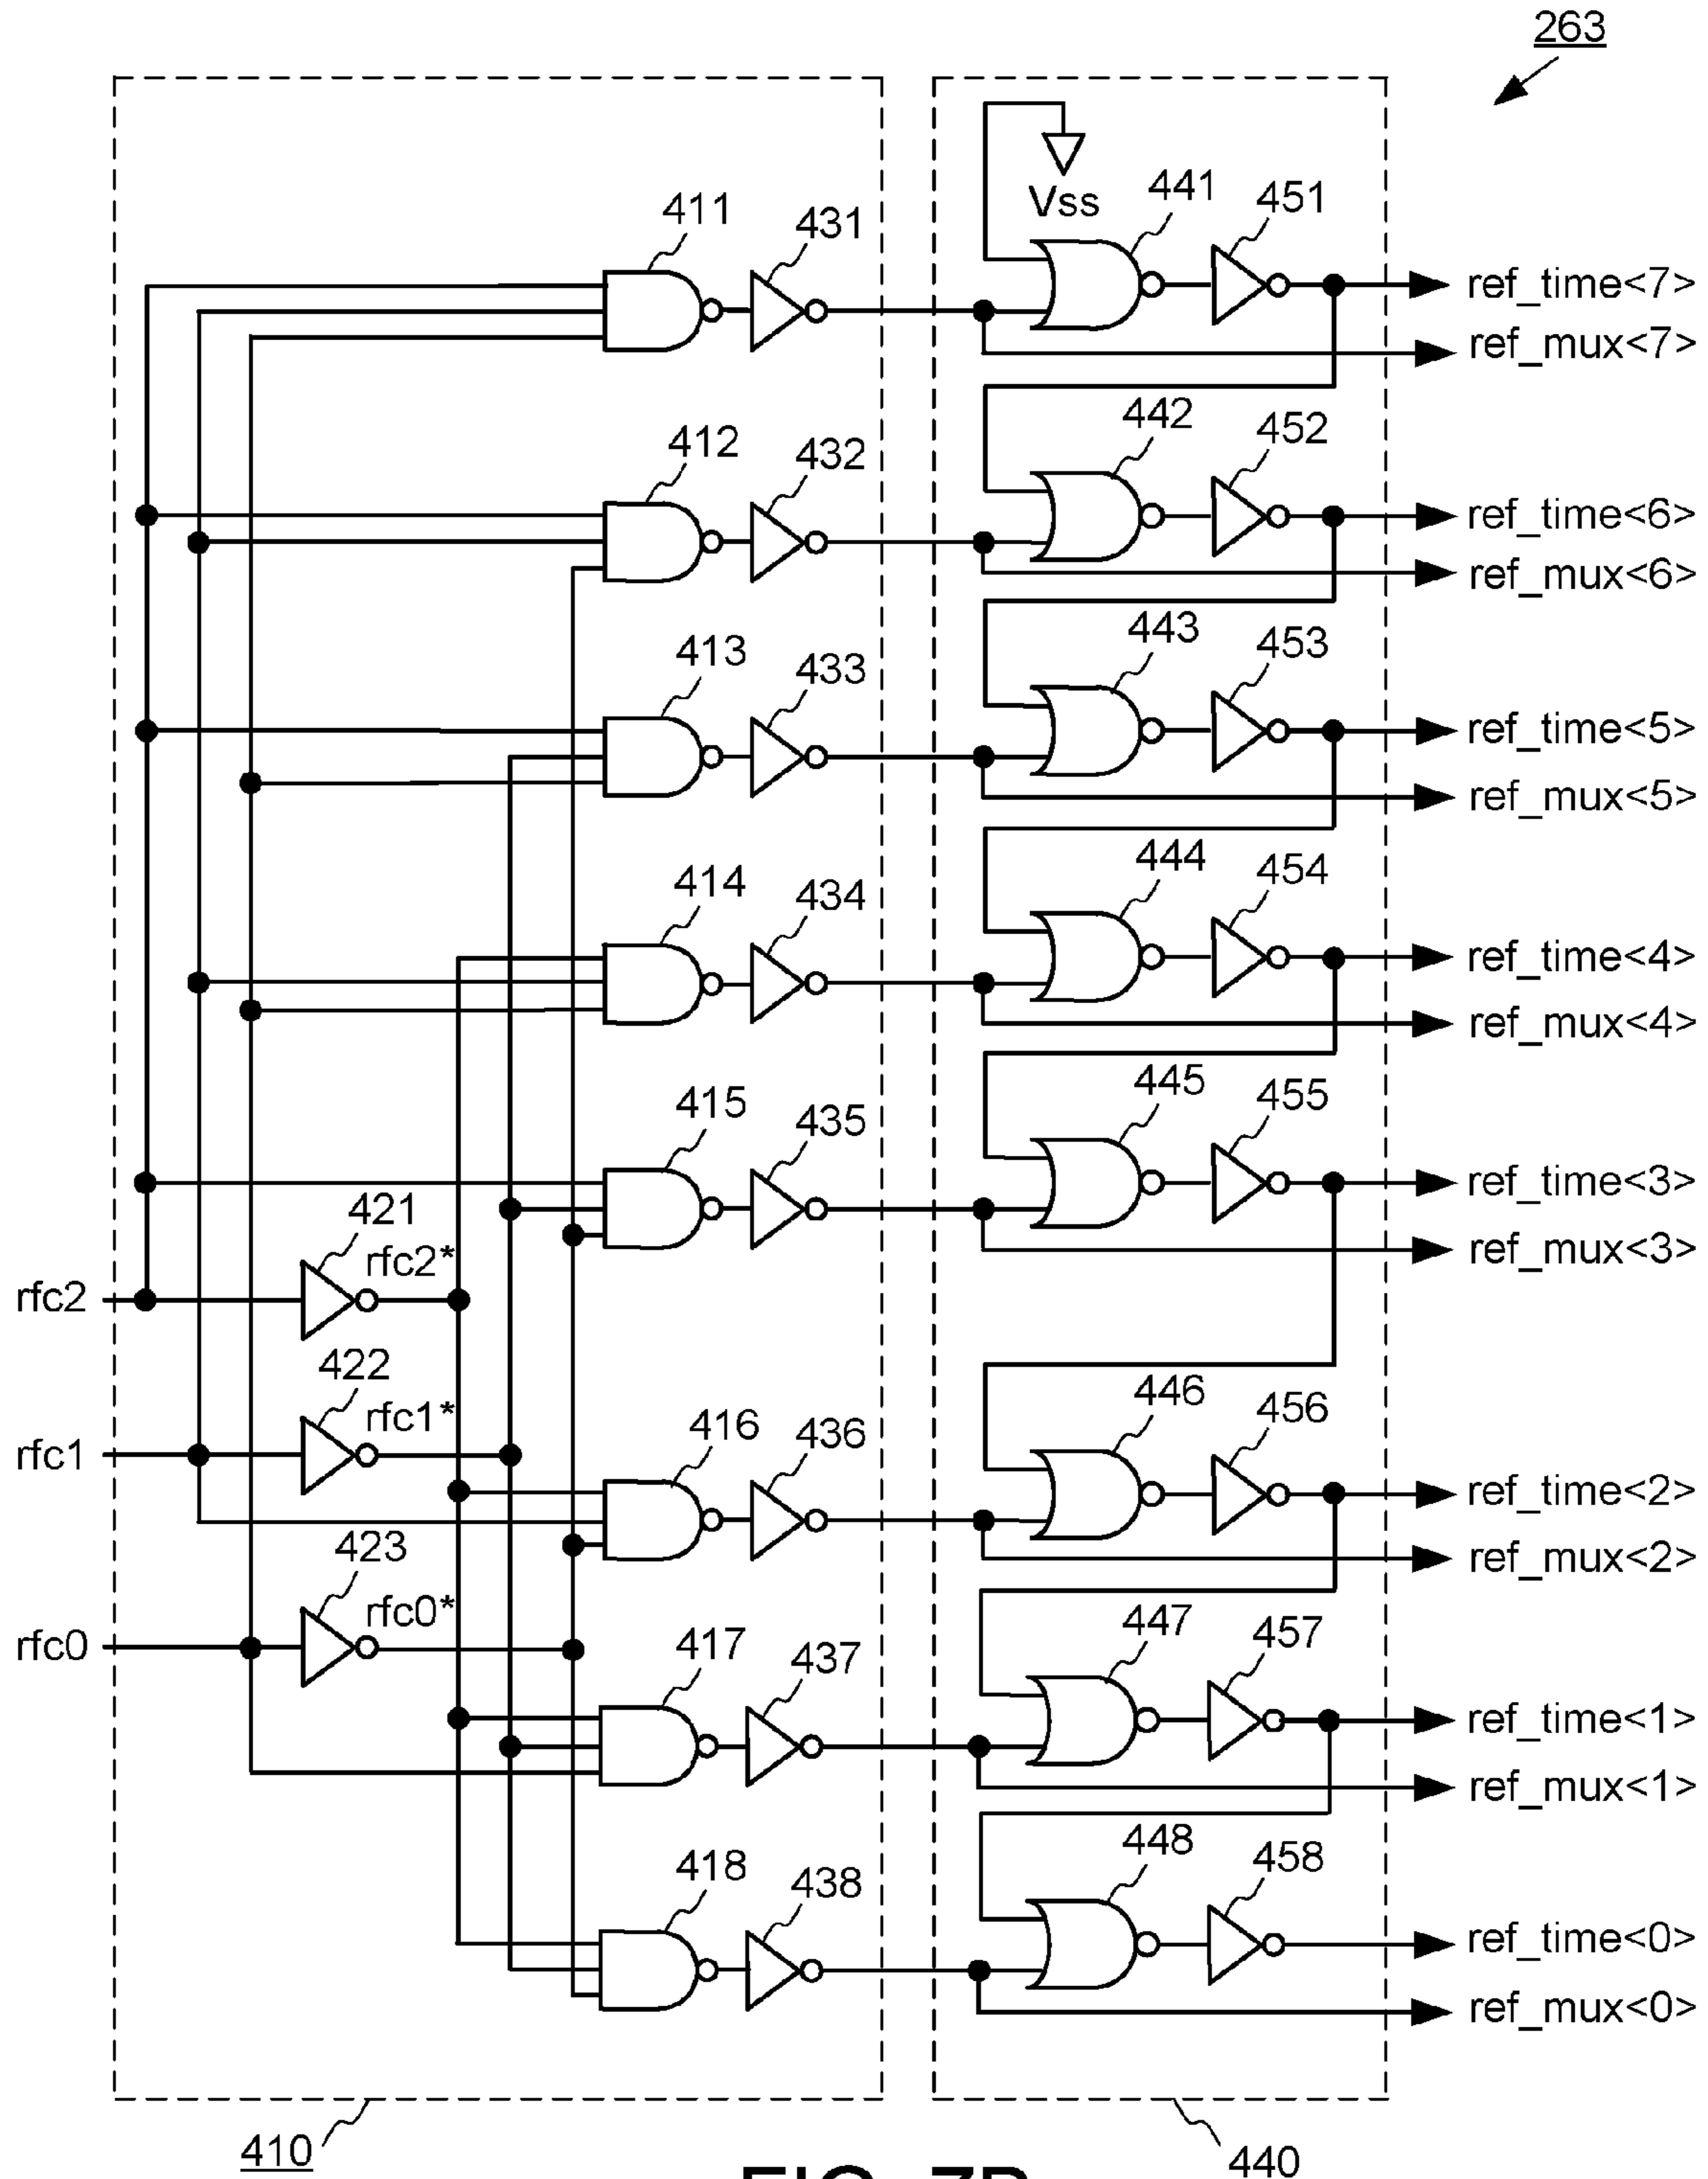 263
Vss
441
451
411
431
ref_time<7>
ref_mux<7>
442
452
412
432
ref_time<6>
ref_mux<6>
443
453
413
433
ref_time<5>
ref_mux<5>
444
454
414
434
ref_time<4>
ref_mux<4>
445
455
415
435
ref_time<3>
421
rfc2*
ref_mux<3>
rfc2
422
446
456
rfc1*
416
436
rfc1
ref_time<2>
423
ref_mux<2>
rfc0*
447
457
rfc0
417
437
ref_time<1>
ref_mux<1>
448
458
418
438
ref_time<0>
ref_mux<0>
410
440
FIG. 7B